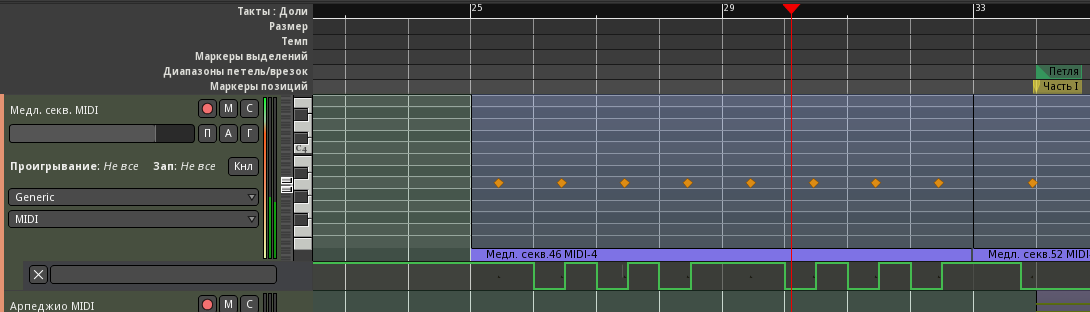 Такты : Доли
25 29 33
Размер
Темп
Маркеры выделений
Диапазоны петель/врезок
Петля
Маркеры позиций
Часть I
Медл. секв. MIDI
M C
П А Г
C4
Проигрывание: Не все Зап: Не все Кнл
Generic
MIDI
Медл. секв.46 MIDI-4
Медл. секв.52 MIDI-
Арпеджио MIDI
M C